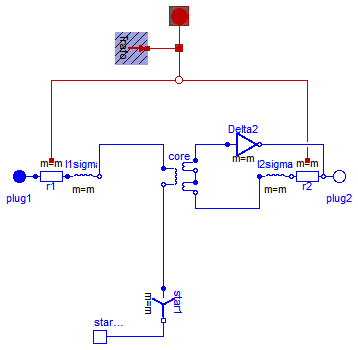 Trafo
Delta2
core
m=m
l1sigma
m=m
l2sigma
m=m
m=m
r1
m=m
m=m
r2
plug1
plug2
star1
m=m
star...